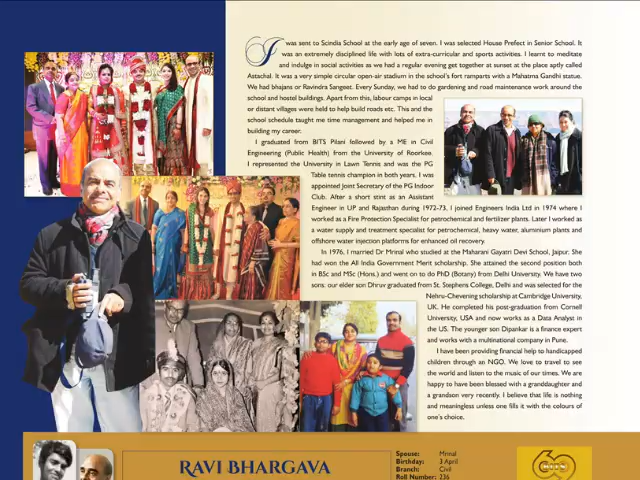 I was sent to Scindia School at the early age of seven. I was selected House Prefect in Senior School. It
was an extremely disciplined life with lots of extra-curricular and sports activities. I learnt to meditate
and indulge in social activities as we had a regular evening get together at sunset at the place aptly called
Astachal. It was a very simple circular open-air stadium in the school's fort ramparts with a Mahatma Gandhi statue.
We had bhajans or Ravindra Sangeet. Every Sunday, we had to do gardening and road maintenance work around the
school and hostel buildings. Apart from this, labour camps in local
or distant villages were held to help build roads etc. This and the
school schedule taught me time management and helped me in
building my career.
I graduated from BITS Pilani followed by a ME in Civil
Engineering (Public Health) from the University of Roorkee.
I represented the University in Lawn Tennis and was the PG
Table tennis champion in both years. I was
appointed Joint Secretary of the PG Indoor
Club. After a short stint as an Assistant
Engineer in UP and Rajasthan during 1972-73, I joined Engineers India Ltd in 1974 where I
worked as a Fire Protection Specialist for petrochemical and fertilizer plants. Later I worked as
a water supply and treatment specialist for petrochemical, heavy water, aluminum plants and
offshore water injection platforms for enhanced oil recovery.
In 1976, I married Dr Mrinal who studied at the Maharani Gayatri Devi School, Jaipur. She
had won the All India Government Merit scholarship. She attained the second position both
in BSc and MSc (Hons.) and went on to do PhD (Botany) from Delhi University. We have two
sons: our elder son Dhruv graduated from St. Stephens College, Delhi and was selected for the
Nehru-Chevening scholarship at Cambridge University,
UK. He completed his post-graduation from Cornell
University, USA and now works as a Data Analyst in
the US. The younger son Dipankar is a finance expert
and works with a multinational company in Pune.
I have been providing financial help to handicapped
children through an NGO. We love to travel to see
the world and listen to the music of our times. We are
happy to have been blessed with a granddaughter and
a grandson very recently. I believe that life is nothing
and meaningless unless one fills it with the colours of
one's choice.
RAVI BHARGAVA
Spouse: Mrinal
Birthday: 3 April
Branch: Civil
Roll Number: 236